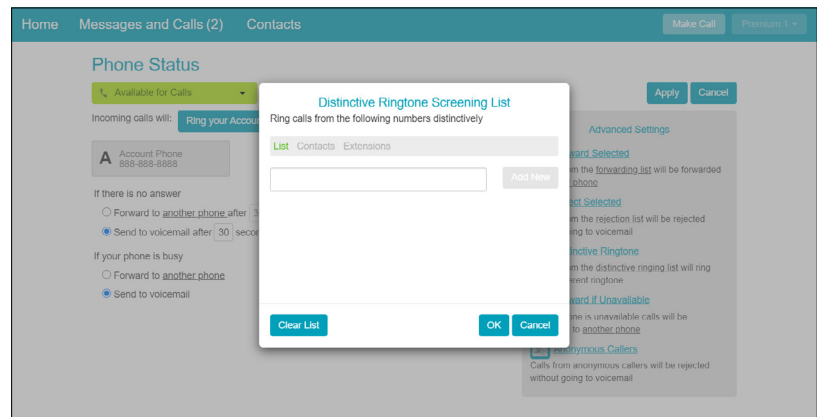 Home Messages and Calls (2) Contacts Make Call Premium 1
Phone Status
Available for Calls
Apply Cancel
Incoming calls will: Ring your Accou
A Account Phone
888-888-8888
If there is no answer
Forward to another phone after 3
Send to voicemail after 30 secon
If your phone is busy
Forward to another phone
Send to voicemail
Distinctive Ringtone Screening List
Ring calls from the following numbers distinctively
List Contacts Extensions
Add New
Clear List OK Cancel
Advanced Settings
ward Selected
m the forwarding list will be forwarded
phone
ect Selected
m the rejection list will be rejected
ing to voicemail
inctive Ringtone
m the distinctive ringing list will ring
erent ringtone
ward if Unavailable
one is unavailable calls will be
to another phone
Anonymous Callers
Calls from anonymous callers will be rejected
without going to voicemail